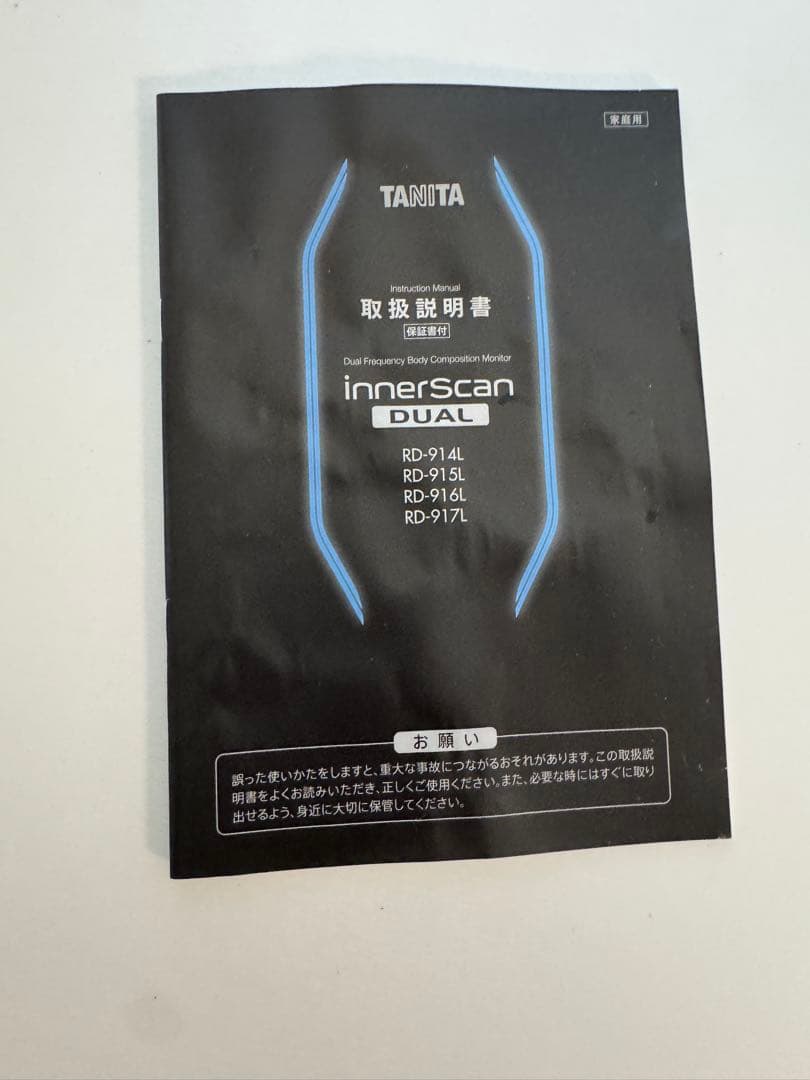 家庭用
TANITA
Instruction Manual
取扱説明書
保証書付
Dual Frequency Body Composition Monitor
innerScan
DUAL
RD-914L
RD-915L
RD-916L
RD-917L
お願い
誤った使いかたをしますと、重大な事故につながるおそれがあります。この取扱説
明書をよくお読みいただき、正しくご使用ください。また、必要な時にはすぐに取り
出せるよう、身近に大切に保管してください。